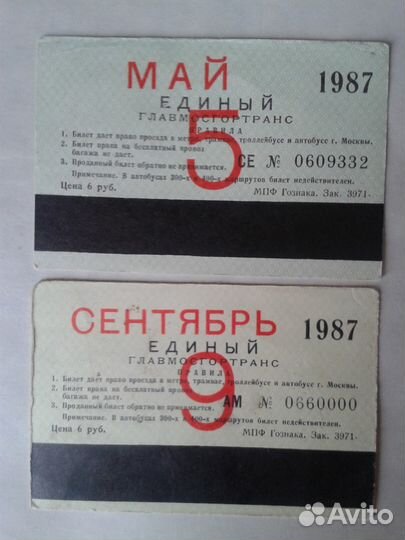 МАЙ 1987
5
ЕДИНЫЙ
ГЛАВМОСГОРТРАНС
ПРАВИЛА
1. Билет дает право проезда в метро, трамвае, троллейбусе и автобусе г. Москвы.
2. Билет права на бесплатный провоз
багажа не дает.
3. Проданный билет обратно не принимается.
СЕ № 0609332
Примечание. В автобусах 300-х и 400-х маршрутов билет недействителен.
Цена 6 руб.
МПФ Гознака. Зак. 3971.
СЕНТЯБРЬ 1987
9
ЕДИНЫЙ
ГЛАВМОСГОРТРАНС
ПРАВИЛА
1. Билет дает право проезда в метро, трамвае, троллейбусе и автобусе г. Москвы.
2. Билет права на бесплатный провоз
багажа не дает.
3. Проданный билет обратно не принимается.
АМ № 0660000
Примечание. В автобусах 300-х и 400-х маршрутов билет недействителен.
Цена 6 руб.
МПФ Гознака. Зак. 3971-
Avito